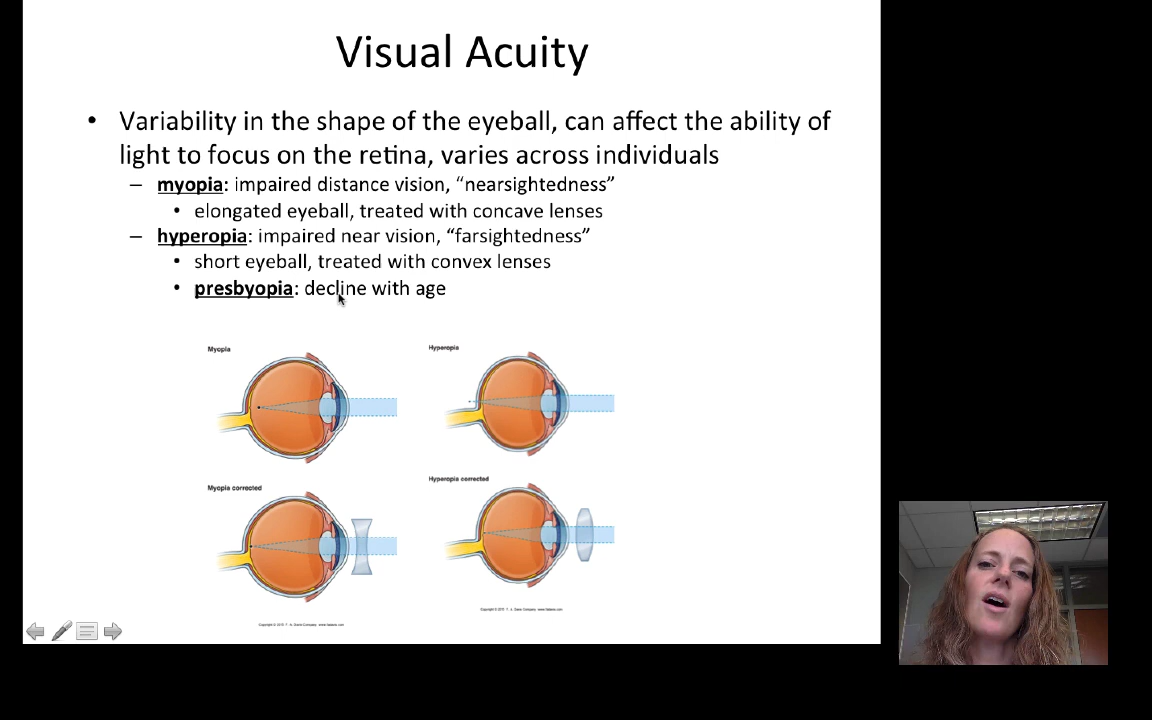 Visual Acuity
• Variability in the shape of the eyeball, can affect the ability of
light to focus on the retina, varies across individuals
– myopia: impaired distance vision, “nearsightedness”
• elongated eyeball, treated with concave lenses
– hyperopia: impaired near vision, “farsightedness”
• short eyeball, treated with convex lenses
• presbyopia: decline with age
Myopia
Hyperopia
Myopia corrected
Hyperopia corrected